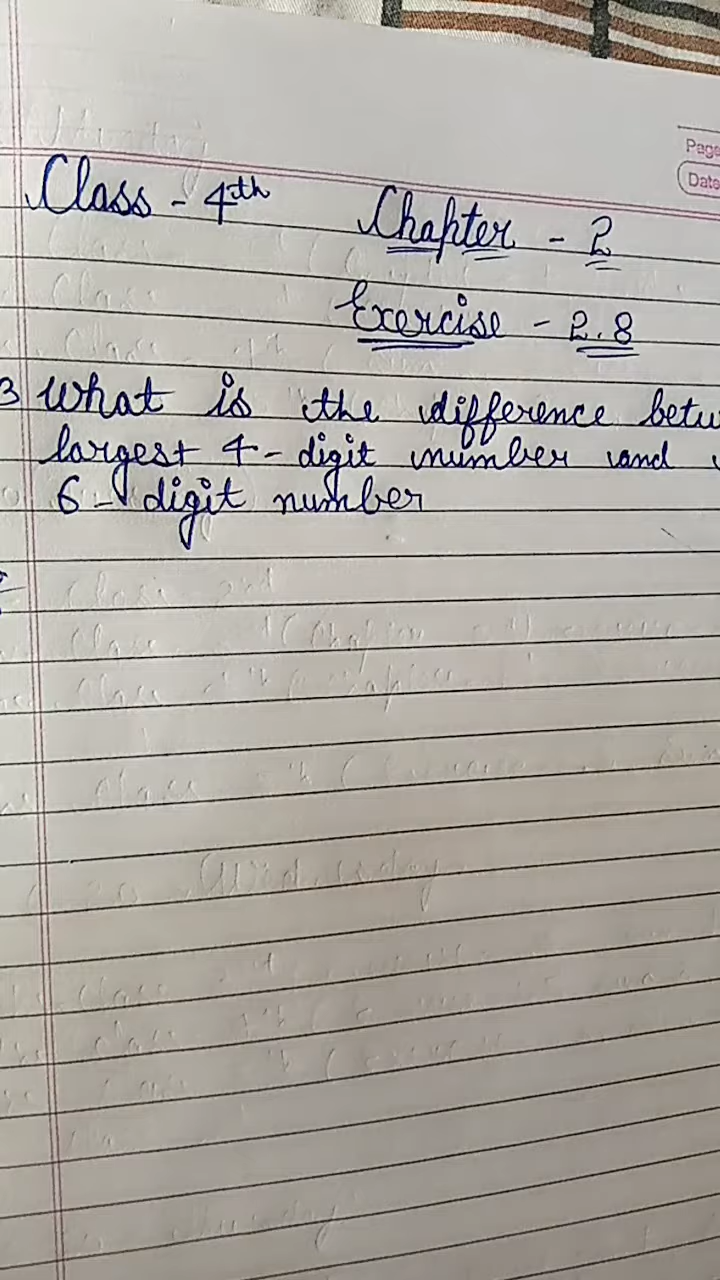 Page
Date
Class - 4th
Chapter - 2
Exercise - 2.8
3 What is the difference
largest 4-digit number and
6-digit number